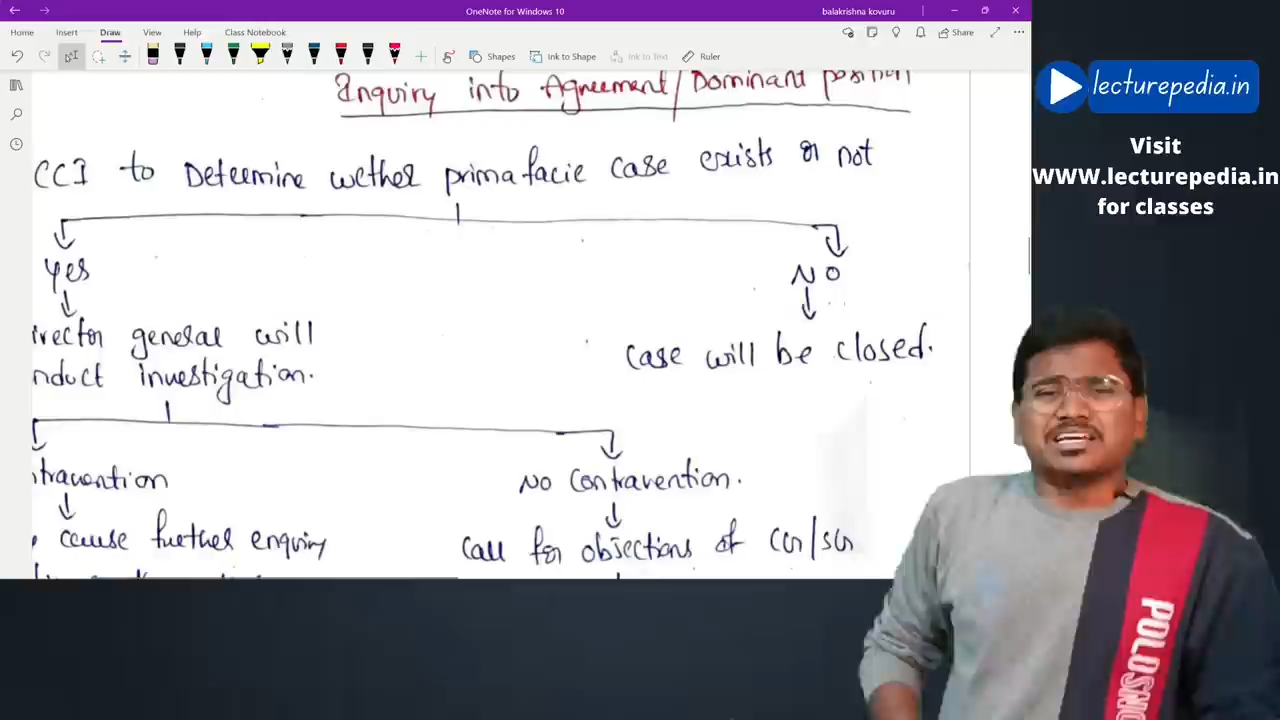 OneNote for Windows 10
balakrishna kovuru
Home Insert Draw View Help Class Notebook
Share
Shapes Ink to Shape Ink to Text Ruler
Enquiry into Agreement/Dominant position
CCI to Determine wether primafacie case exists or not
Yes
NO
irector general will
nduct investigation.
case will be closed.
ntravention
No contravention.
cause further enquiry
call for objections of CG/SG
lecturepedia.in
Visit
WWW.lecturepedia.in
for classes
POLOSNO